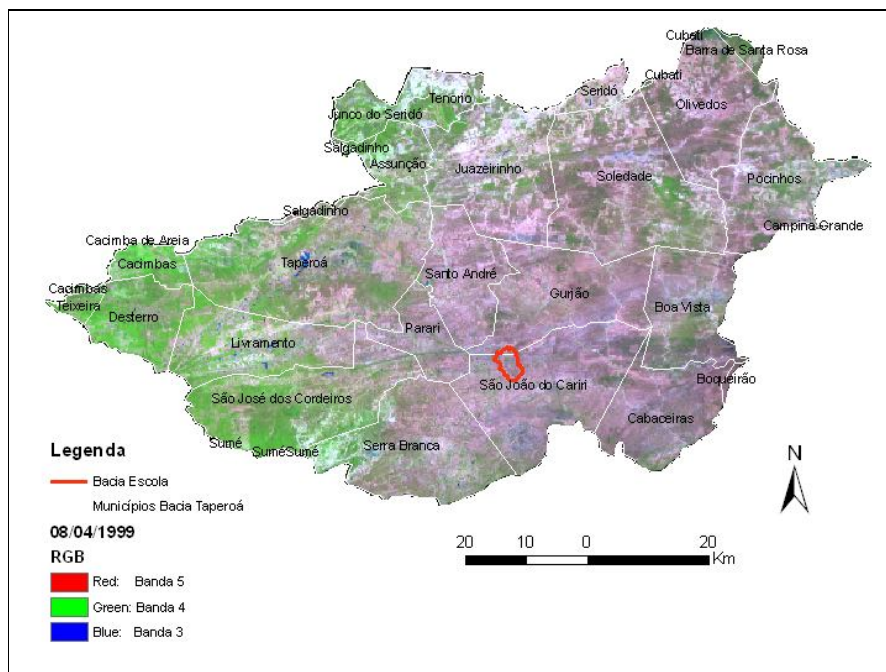 Cubati
Barra de Santa Rosa
Cubati
Seridó
Olivédos
Tenório
Junco do Seridó
Salgadinho
Assunção
Juazeirinho
Soledade
Pocinhos
Salgadinho
Campina Grande
Cacimba de Areia
Cacimbas
Taperoá
Santo André
Cacimbas
Teixeira
Desterro
Gurjão
Boa Vista
Parari
Livramento
São João do Cariri
Boqueirão
São José dos Cordeiros
Cabaceiras
Sumé
SuméSumé
Serra Branca
Legenda
Bacia Escola
Municípios Bacia Taperoá
08/04/1999
RGB
Red: Banda 5
Green: Banda 4
Blue: Banda 3
N
20 10 0 20
Km